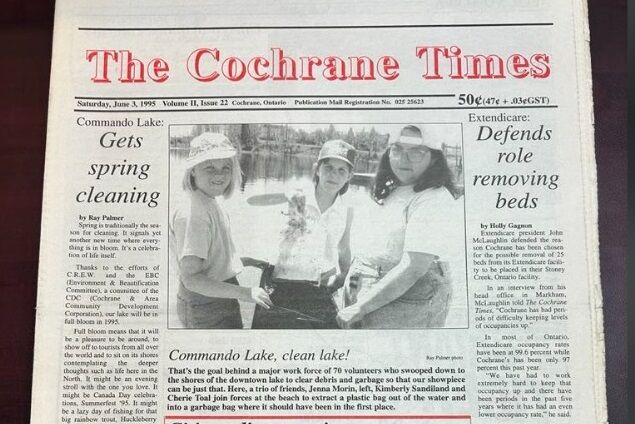 The Cochrane Times
Saturday, June 3, 1995 Volume II, Issue 22 Cochrane, Ontario Publication Mail Registration No. 025 25623 50¢(47¢ + .03¢GST)
Commando Lake:
Gets
spring
cleaning
by Ray Palmer
Spring is traditionally the sea-
son for cleaning. It signals yet
another new time where every-
thing is in bloom. It's a celebra-
tion of life itself.
Thanks to the efforts of
C.R.E.W. and the EBC
(Environment & Beautification
Committee), a committee of the
CDC (Cochrane & Area
Community Development
Corporation), our lake will be in
full bloom in 1995.
Full bloom means that it will
be a pleasure to be around, to
show off to tourists from all over
the world and to sit on its shores
contemplating the deeper
thoughts such as life here in the
North. It might be an evening
stroll with the one you love. It
might be Canada Day celebra-
tions, Summerfest '95. It might
be a lazy day of fishing for that
big rainbow trout, Huckleberry
Commando Lake, clean lake!
Ray Palmer photo
That's the goal behind a major work force of 70 volunteers who swooped down to
the shores of the downtown lake to clear debris and garbage so that our showpiece
can be just that. Here, a trio of friends, Jenna Morin, left, Kimberly Sandiland and
Cherie Toal join forces at the beach to extract a plastic bag out of the water and
into a garbage bag where it should have been in the first place.
Extendicare:
Defends
role
removing
beds
by Holly Gagnon
Extendicare president John
McLaughlin defended the rea-
son Cochrane has been chosen
for the possible removal of 25
beds from its Extendicare facili-
ty to be placed in their Stoney
Creek, Ontario facility.
In an interview from his
head office in Markham,
McLaughlin told The Cochrane
Times, "Cochrane has had peri-
ods of difficulty keeping levels
of occupancies up."
In most of Ontario,
Extendicare occupancy rates
have been at 99.6 percent while
Cochrane's has been only 97
percent this past year.
"We have had to work
extremely hard to keep that
occupancy up and there have
been periods in the past five
years where it has had an even
lower occupancy rate," he said.